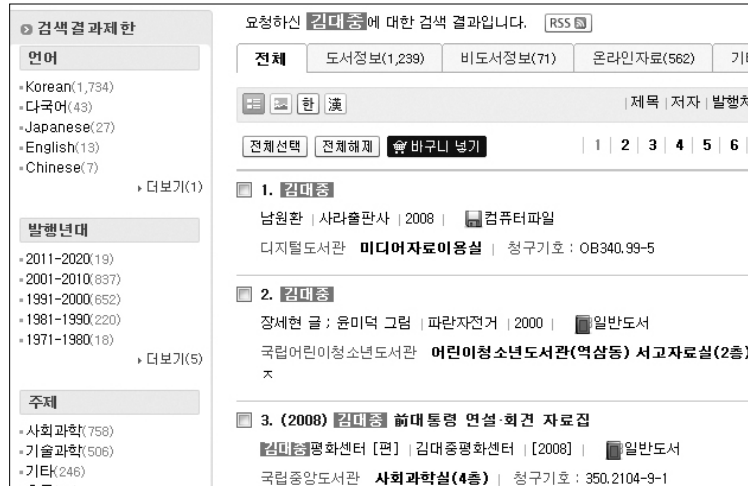 검색결과제한
언어
Korean(1,734)
다국어(43)
Japanese(27)
English(13)
Chinese(7)
더보기(1)
발행년대
2011-2020(19)
2001-2010(837)
1991-2000(652)
1981-1990(220)
1971-1980(18)
더보기(5)
주제
사회과학(758)
기술과학(506)
기타(246)
요청하신 김대중에 대한 검색 결과입니다. RSS
전체 도서정보(1,239) 비도서정보(71) 온라인자료(562)
한 漢 |제목 |저자 |발행처
전체선택 전체해제 바구니 넣기 | 1 | 2 | 3 | 4 | 5 | 6 |
1. 김대중
남원환 | 사라출판사 | 2008 | 컴퓨터파일
디지털도서관 미디어자료이용실 | 청구기호 : OB340.99-5
2. 김대중
장세현 글 ; 윤미덕 그림 | 파란자전거 | 2000 | 일반도서
국립어린이청소년도서관 어린이청소년도서관(역삼동) 서고자료실(2층)
ㅈ
3. (2008) 김대중 前대통령 연설·회견 자료집
김대중평화센터 [편] | 김대중평화센터 | [2008] | 일반도서
국립중앙도서관 사회과학실(4층) | 청구기호 : 350.2104-9-1